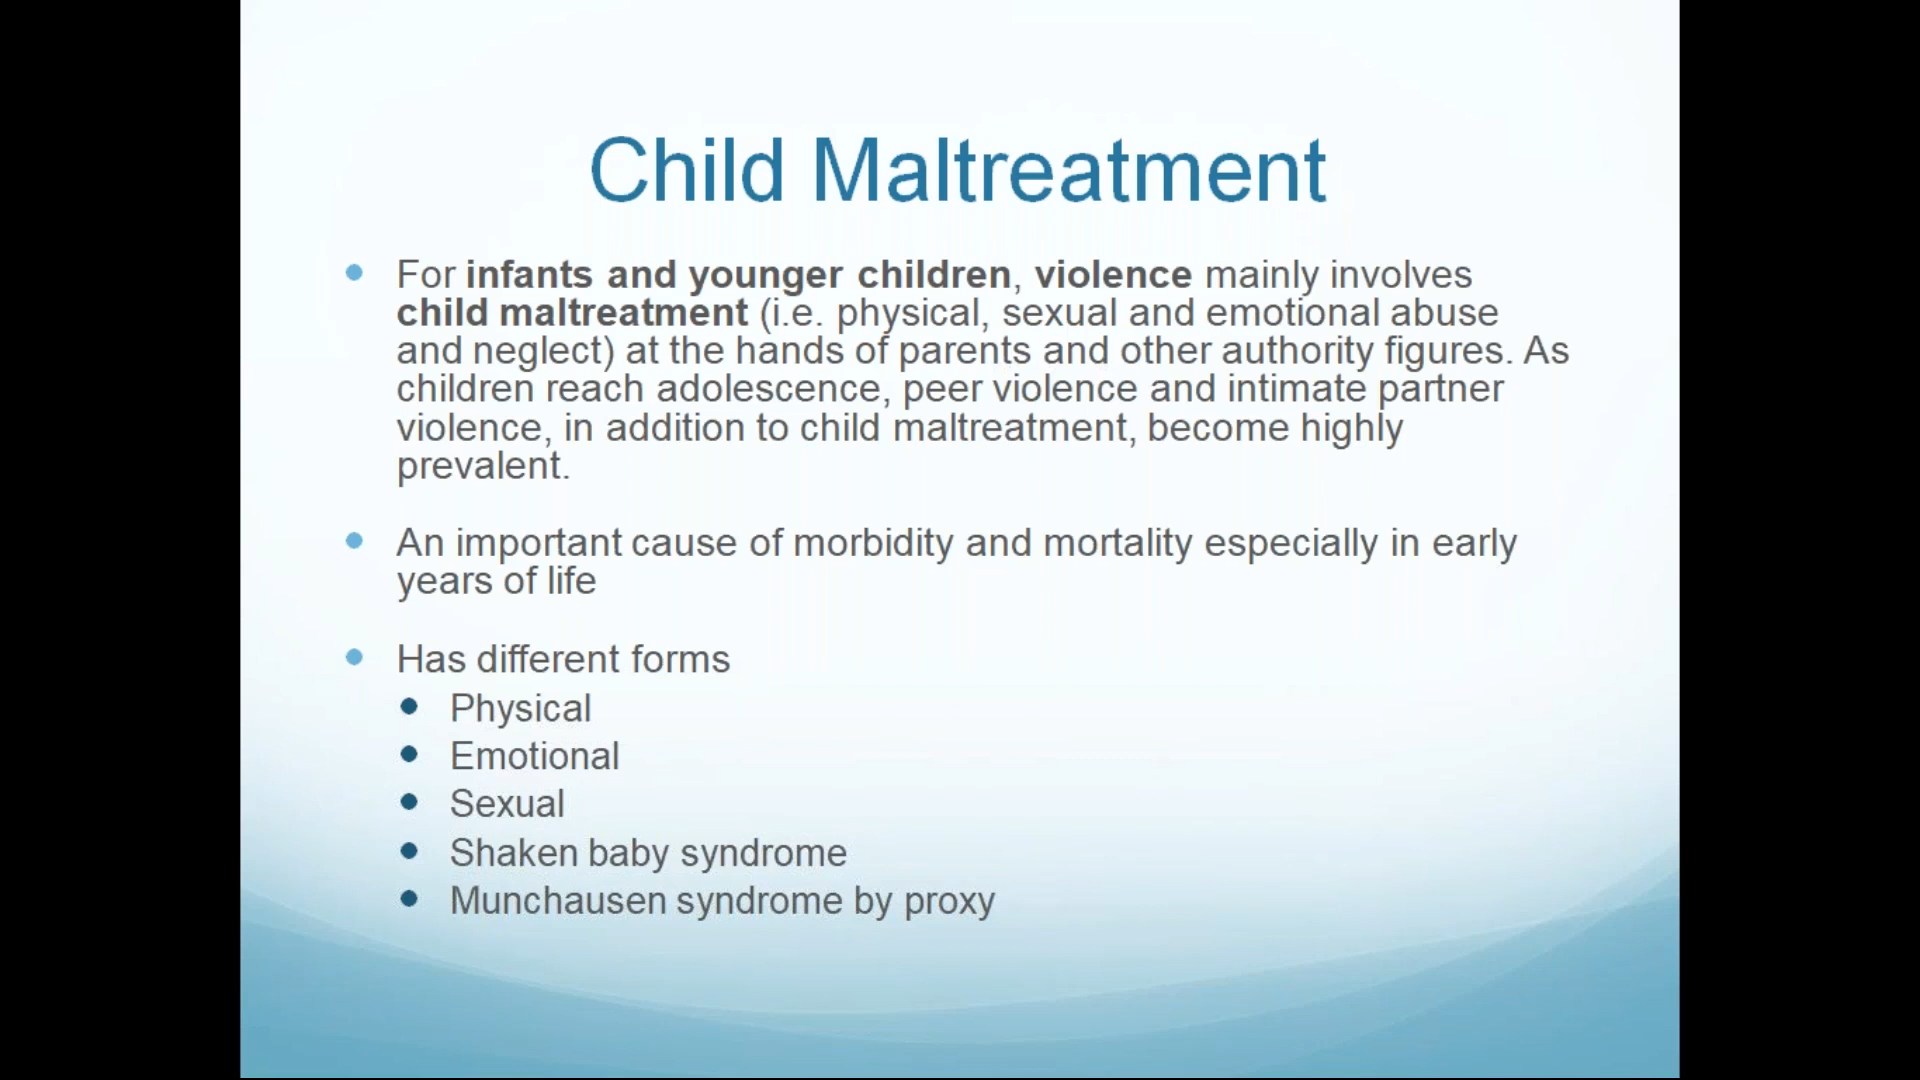 Child Maltreatment
For infants and younger children, violence mainly involves
child maltreatment (i.e. physical, sexual and emotional abuse
and neglect) at the hands of parents and other authority figures. As
children reach adolescence, peer violence and intimate partner
violence, in addition to child maltreatment, become highly
prevalent.
An important cause of morbidity and mortality especially in early
years of life
Has different forms
Physical
Emotional
Sexual
Shaken baby syndrome
Munchausen syndrome by proxy